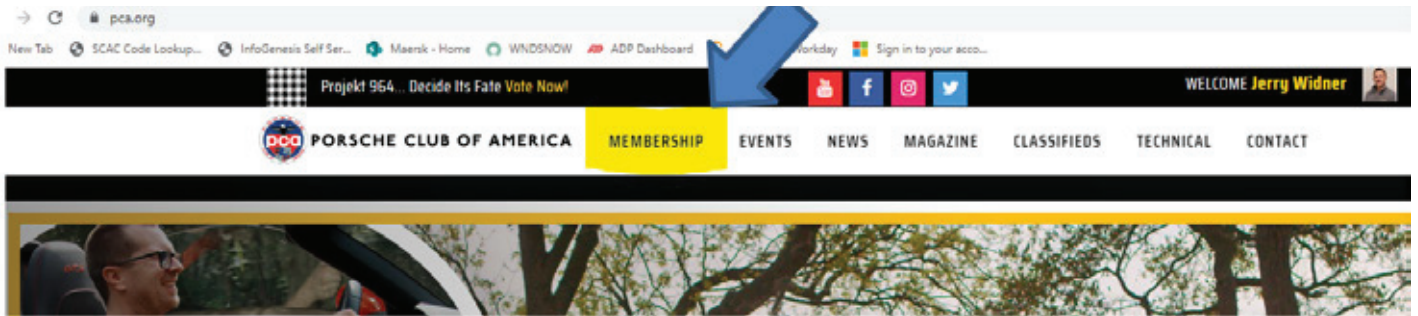 pca.org
New Tab SCAC Code Lookup... InfoGenesis Self Ser... Maersk - Home WNDSNOW ADP Dashboard Workday Sign in to your acco...
Projekt 964... Decide Its Fate Vote Now! WELCOME Jerry Widner
pca PORSCHE CLUB OF AMERICA MEMBERSHIP EVENTS NEWS MAGAZINE CLASSIFIEDS TECHNICAL CONTACT